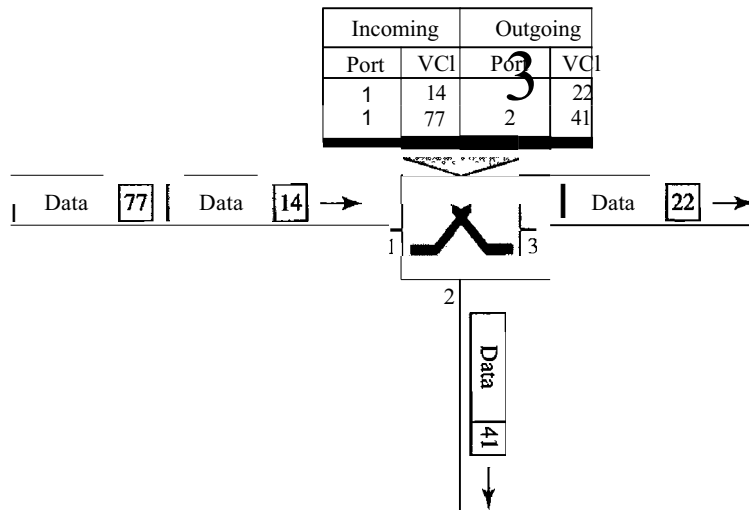 Incoming Outgoing
Port VCl Port VCl
1 14 3 22
1 77 2 41
Data 77 Data 14 Data 22
1 3
2
Data 41